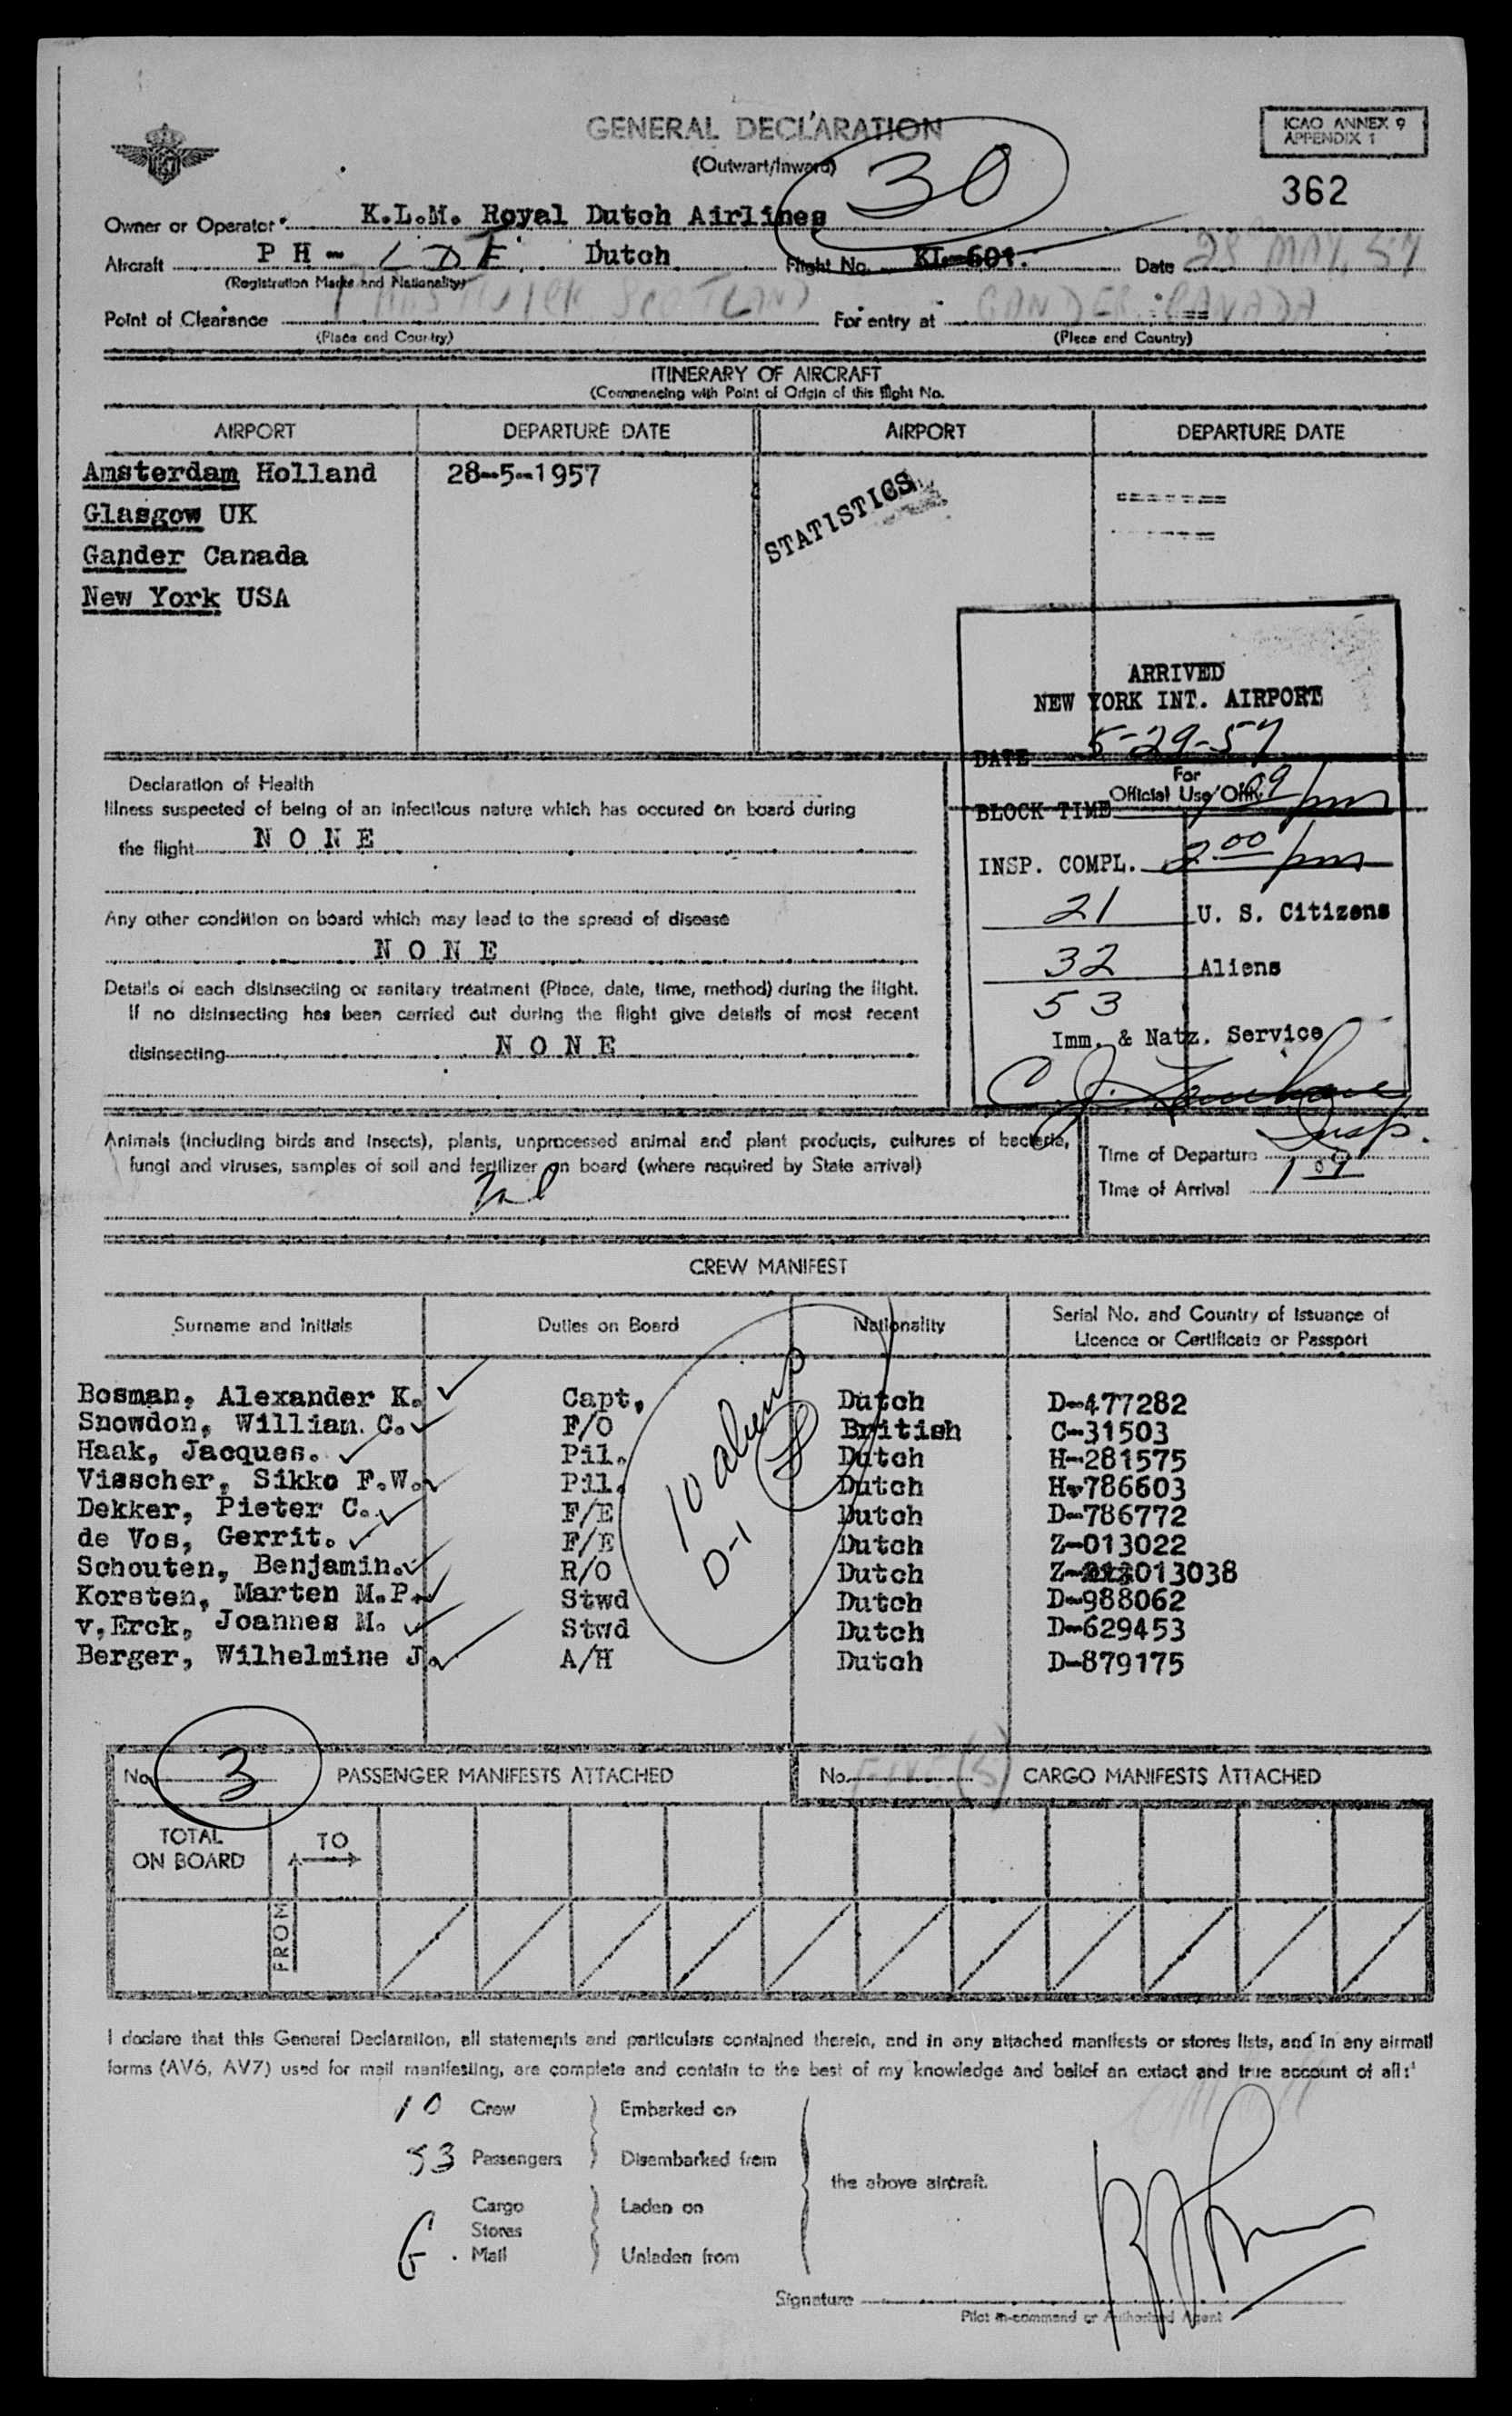 GENERAL DECLARATION
(Outwart/Inward)
30
ICAO ANNEX 9
APPENDIX 1
362
Owner or Operator K.L.M. Royal Dutch Airlines
Aircraft PH- LDE Dutch Flight No. KL-601. Date 28 MAY 57
(Registration Marks and Nationality)
Point of Clearance PRESTWICK SCOTLAND For entry at GANDER CANADA
(Place and Country) (Place and Country)
ITINERARY OF AIRCRAFT
(Commencing with Point of Origin of this flight No.
AIRPORT DEPARTURE DATE AIRPORT DEPARTURE DATE
Amsterdam Holland 28-5-1957
Glasgow UK
Gander Canada
New York USA
STATISTICS
ARRIVED
NEW YORK INT. AIRPORT
DATE 5-29-57
For
Official Use Only
BLOCK TIME 1 09 pm
INSP. COMPL. 2 00 pm
21 U. S. Citizens
32 Aliens
53
Imm. & Natz. Service
Insp.
Declaration of Health
Illness suspected of being of an infectious nature which has occured on board during
the flight NONE
Any other condition on board which may lead to the spread of disease
NONE
Details of each disinsecting or sanitary treatment (Place, date, time, method) during the flight.
If no disinsecting has been carried out during the flight give details of most recent
disinsecting NONE
Animals (including birds and insects), plants, unprocessed animal and plant products, cultures of bacteria,
fungi and viruses, samples of soil and fertilizer on board (where required by State arrival)
Nil
Time of Departure
Time of Arrival 1 09
CREW MANIFEST
Surname and Initials Duties on Board Nationality Serial No. and Country of Issuance of
Licence or Certificate or Passport
10 aliens
D-1
Bosman, Alexander K. Capt, Dutch D-477282
Snowdon, William. C. F/O British C-31503
Haak, Jacques. Pil. Dutch H-281575
Visscher, Sikko F.W. Pil. Dutch H-786603
Dekker, Pieter C. F/E Dutch D-786772
de Vos, Gerrit. F/E Dutch Z-013022
Schouten, Benjamin. R/O Dutch Z-013038
Korsten, Marten M.P. Stwd Dutch D-988062
v.Erck, Joannes M. Stwd Dutch D-629453
Berger, Wilhelmine J. A/H Dutch D-879175
No. 3 PASSENGER MANIFESTS ATTACHED No. FIVE (5) CARGO MANIFESTS ATTACHED
TOTAL
ON BOARD
TO
FROM
I declare that this General Declaration, all statements and particulars contained therein, and in any attached manifests or stores lists, and in any airmail
forms (AV6, AV7) used for mail manifesting, are complete and contain to the best of my knowledge and belief an extact and true account of all:
10 Crew Embarked on
53 Passengers Disembarked from
the above aircraft.
Cargo Laden on
Stores
Mail Unladen from
Signature
Pilot in-command or Authorized Agent